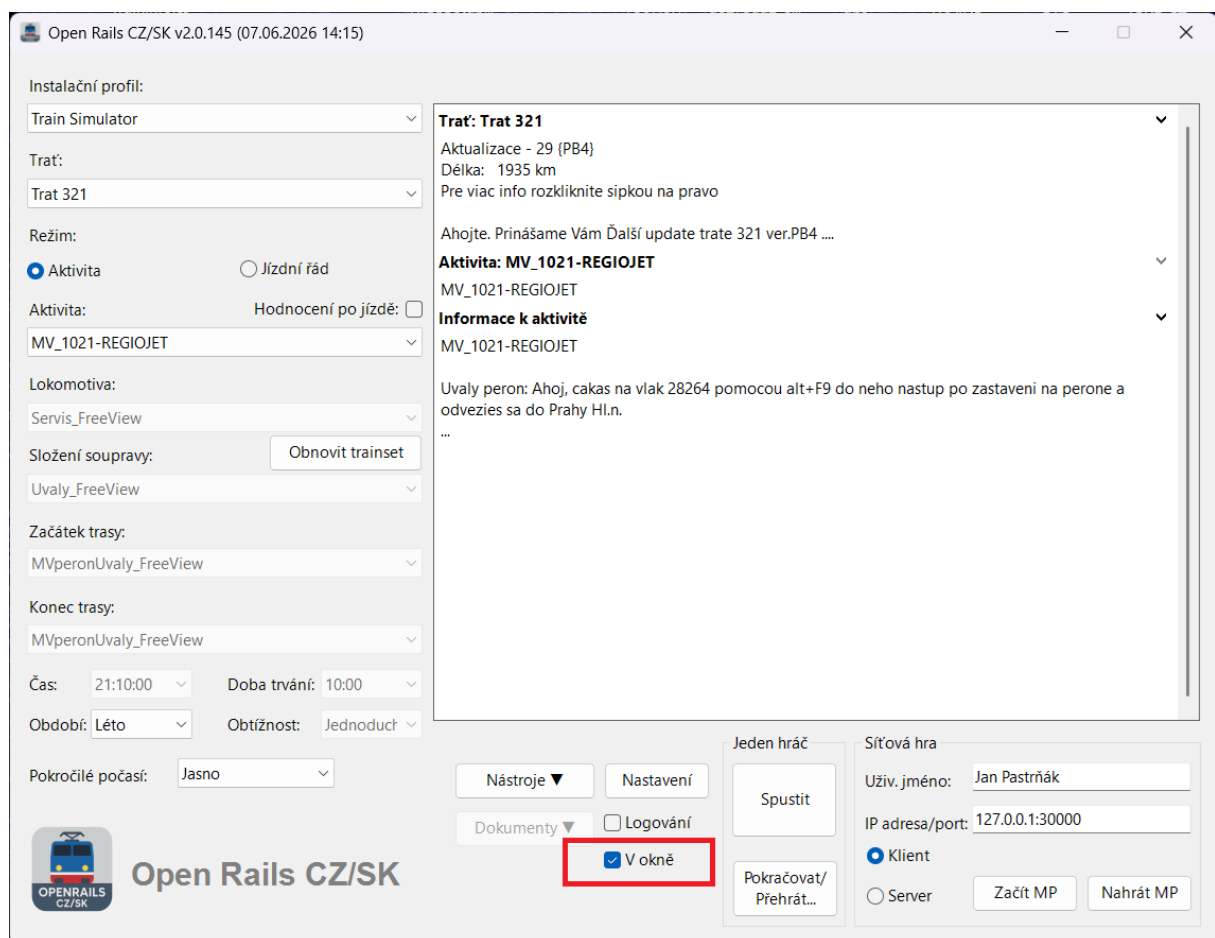 Open Rails CZ/SK v2.0.145 (07.06.2026 14:15)
Instalační profil:
Train Simulator
Trať:
Trat 321
Režim:
Aktivita
Jízdní řád
Aktivita:
Hodnocení po jízdě:
MV_1021-REGIOJET
Lokomotiva:
Servis_FreeView
Složení soupravy:
Obnovit trainset
Uvaly_FreeView
Začátek trasy:
MVperonUvaly_FreeView
Konec trasy:
MVperonUvaly_FreeView
Čas:
21:10:00
Doba trvání:
10:00
Období:
Léto
Obtížnost:
Jednoduch
Pokročilé počasí:
Jasno
OPENRAILS
CZ/SK
Open Rails CZ/SK
Trať: Trat 321
Aktualizace - 29 {PB4}
Délka: 1935 km
Pre viac info rozkliknite sipkou na pravo
Ahojte. Prinášame Vám Ďalší update trate 321 ver.PB4 ....
Aktivita: MV_1021-REGIOJET
MV_1021-REGIOJET
Informace k aktivitě
MV_1021-REGIOJET
Uvaly peron: Ahoj, cakas na vlak 28264 pomocou alt+F9 do neho nastup po zastaveni na perone a
odvezies sa do Prahy Hl.n.
...
Nástroje ▼
Nastavení
Dokumenty ▼
Logování
V okně
Jeden hráč
Spustit
Pokračovat/
Přehrát...
Síťová hra
Uživ. jméno:
Jan Pastrňák
IP adresa/port:
127.0.0.1:30000
Klient
Server
Začít MP
Nahrát MP